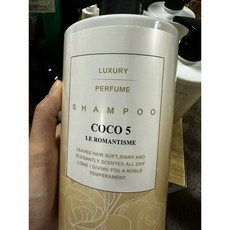 LUXURY
PERFUME
SHAMPOO
COCO 5
LE ROMANTISME
LEAVES HAIR SOFT,SHINY AND
ELEGANTLY SCENTED ALL DAY
LONG ; GIVING YOU A NOBLE
TEMPERAMENT.